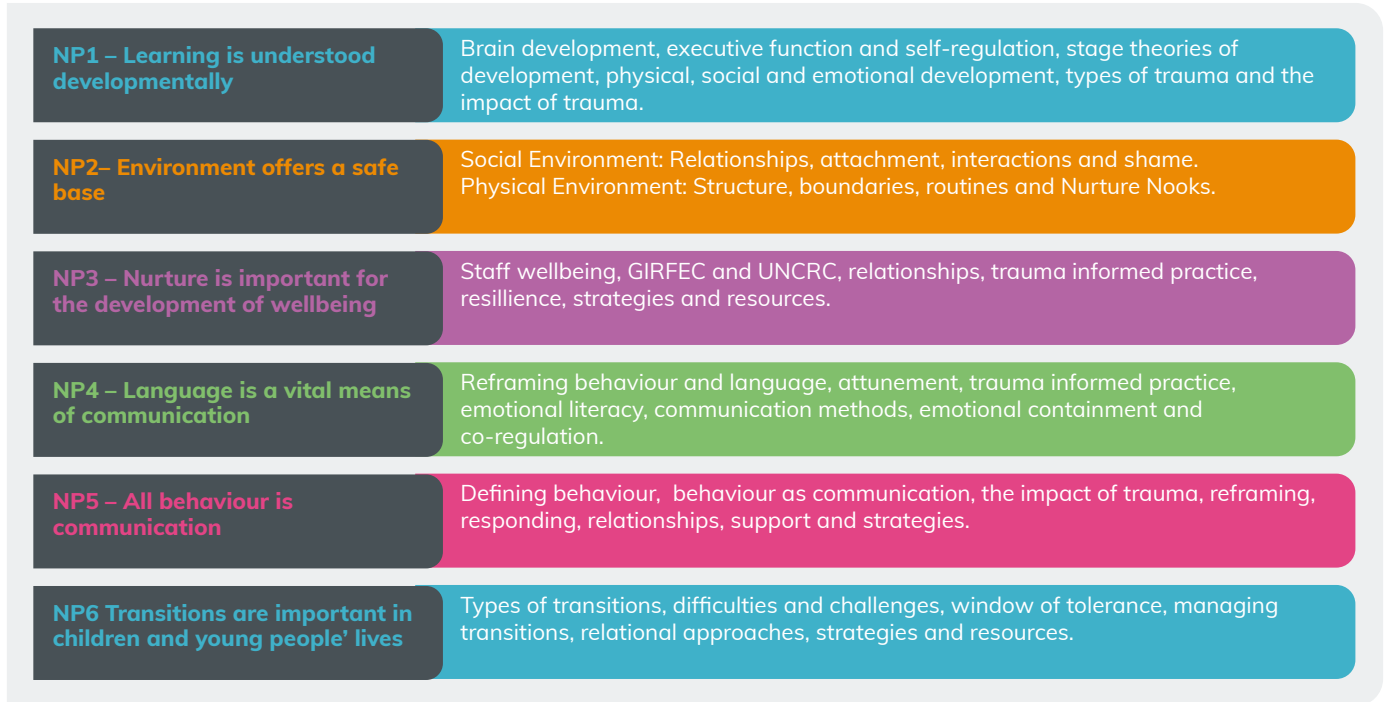 NP1 – Learning is understood
developmentally
Brain development, executive function and self-regulation, stage theories of
development, physical, social and emotional development, types of trauma and the
impact of trauma.
NP2– Environment offers a safe
base
Social Environment: Relationships, attachment, interactions and shame.
Physical Environment: Structure, boundaries, routines and Nurture Nooks.
NP3 – Nurture is important for
the development of wellbeing
Staff wellbeing, GIRFEC and UNCRC, relationships, trauma informed practice,
resillience, strategies and resources.
NP4 – Language is a vital means
of communication
Reframing behaviour and language, attunement, trauma informed practice,
emotional literacy, communication methods, emotional containment and
co-regulation.
NP5 – All behaviour is
communication
Defining behaviour,  behaviour as communication, the impact of trauma, reframing,
responding, relationships, support and strategies.
NP6 Transitions are important in
children and young people’ lives
Types of transitions, difficulties and challenges, window of tolerance, managing
transitions, relational approaches, strategies and resources.